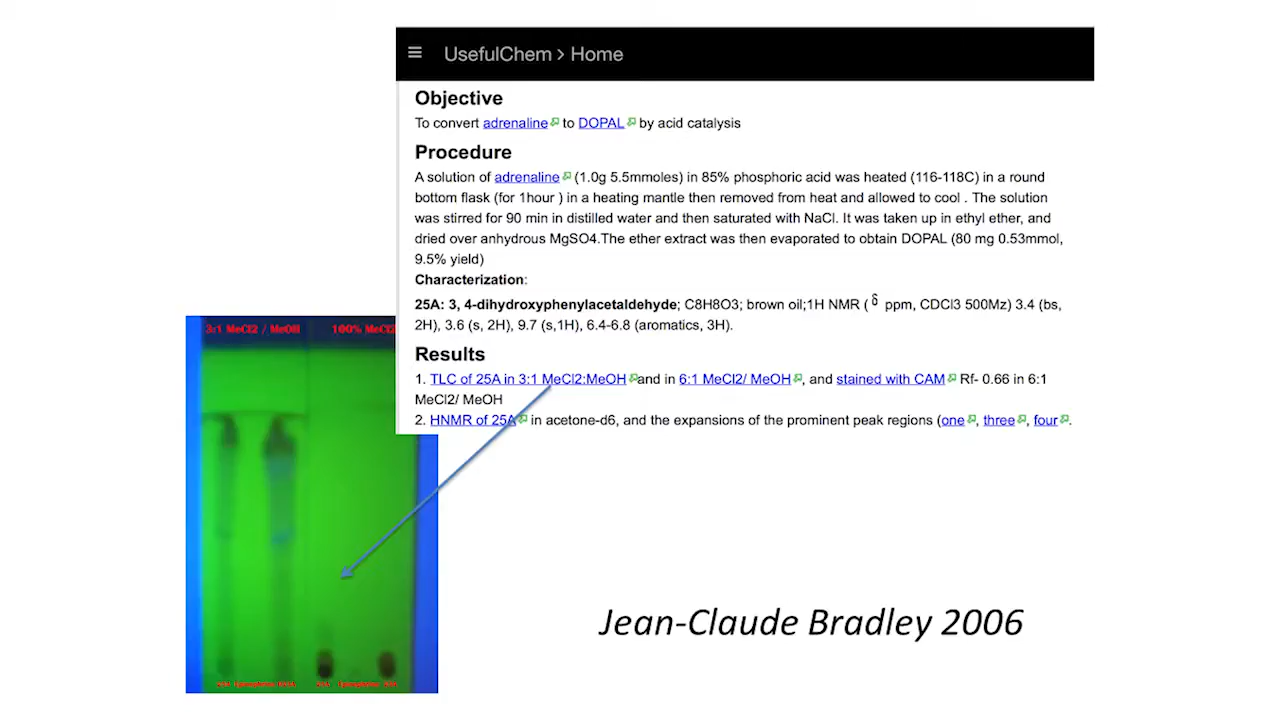 UsefulChem > Home
Objective
To convert adrenaline to DOPAL by acid catalysis
Procedure
A solution of adrenaline (1.0g 5.5mmoles) in 85% phosphoric acid was heated (116-118C) in a round
bottom flask (for 1hour ) in a heating mantle then removed from heat and allowed to cool . The solution
was stirred for 90 min in distilled water and then saturated with NaCl. It was taken up in ethyl ether, and
dried over anhydrous MgSO4.The ether extract was then evaporated to obtain DOPAL (80 mg 0.53mmol,
9.5% yield)
Characterization:
25A: 3, 4-dihydroxyphenylacetaldehyde; C8H8O3; brown oil;1H NMR ( δ ppm, CDCl3 500Mz) 3.4 (bs,
2H), 3.6 (s, 2H), 9.7 (s,1H), 6.4-6.8 (aromatics, 3H).
Results
1. TLC of 25A in 3:1 MeCl2:MeOH and in 6:1 MeCl2/ MeOH, and stained with CAM Rf- 0.66 in 6:1
MeCl2/ MeOH
2. HNMR of 25A in acetone-d6, and the expansions of the prominent peak regions (one, three, four).
3:1 MeCl2 / MeOH 100% MeCl2
Jean-Claude Bradley 2006